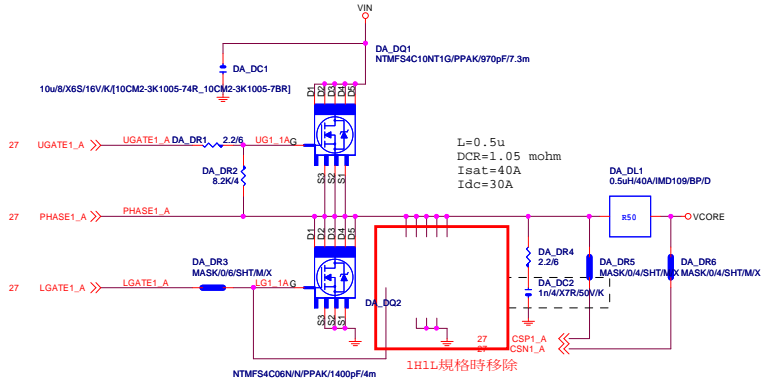 VIN
DA_DQ1
NTMFS4C10NT1G/PPAK/970pF/7.3m
DA_DC1
10u/8/X6S/16V/K/[10CM2-3K1005-74R_10CM2-3K1005-7BR]
D1 D2 D3 D4 D5
27 UGATE1_A UGATE1_A DA_DR1 2.2/6 UG1_1A G
S3 S2 S1
DA_DR2
8.2K/4
L=0.5u
DCR=1.05 mohm
Isat=40A
Idc=30A
DA_DL1
0.5uH/40A/IMD109/BP/D
27 PHASE1_A PHASE1_A
R50
VCORE
D1 D2 D3 D4 D5
DA_DR3
MASK/0/6/SHT/M/X
27 LGATE1_A LGATE1_A LG1_1A G
S3 S2 S1
DA_DQ2
NTMFS4C06N/N/PPAK/1400pF/4m
DA_DR4
2.2/6
DA_DC2
1n/4/X7R/50V/K
DA_DR5
MASK/0/4/SHT/M/X
DA_DR6
MASK/0/4/SHT/M/X
27 CSP1_A
27 CSN1_A
1H1L規格時移除